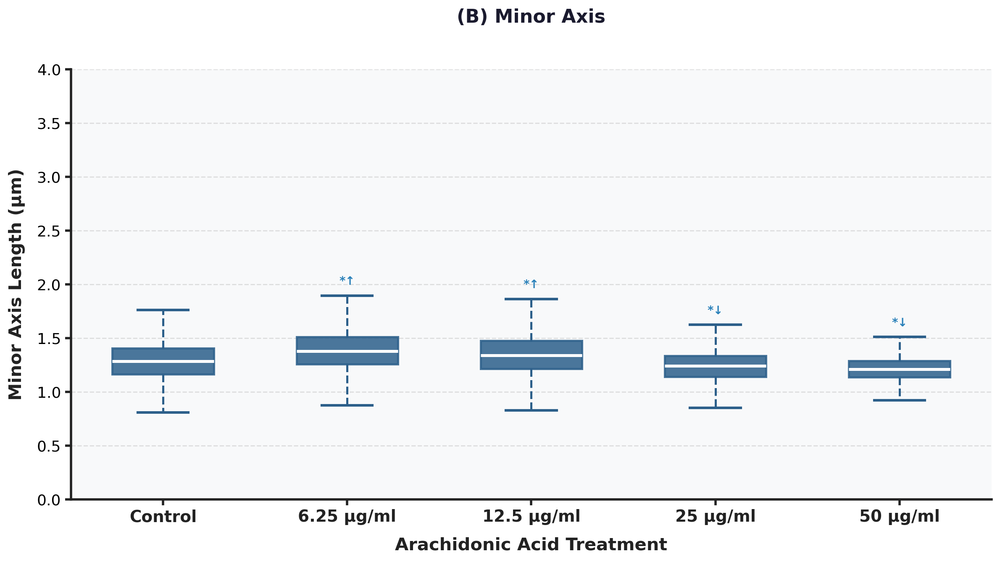 (B) Minor Axis
Minor Axis Length (μm)
4.0
3.5
3.0
2.5
2.0
1.5
1.0
0.5
0.0
*↑
*↑
*↓
*↓
Control
6.25 μg/ml
12.5 μg/ml
25 μg/ml
50 μg/ml
Arachidonic Acid Treatment